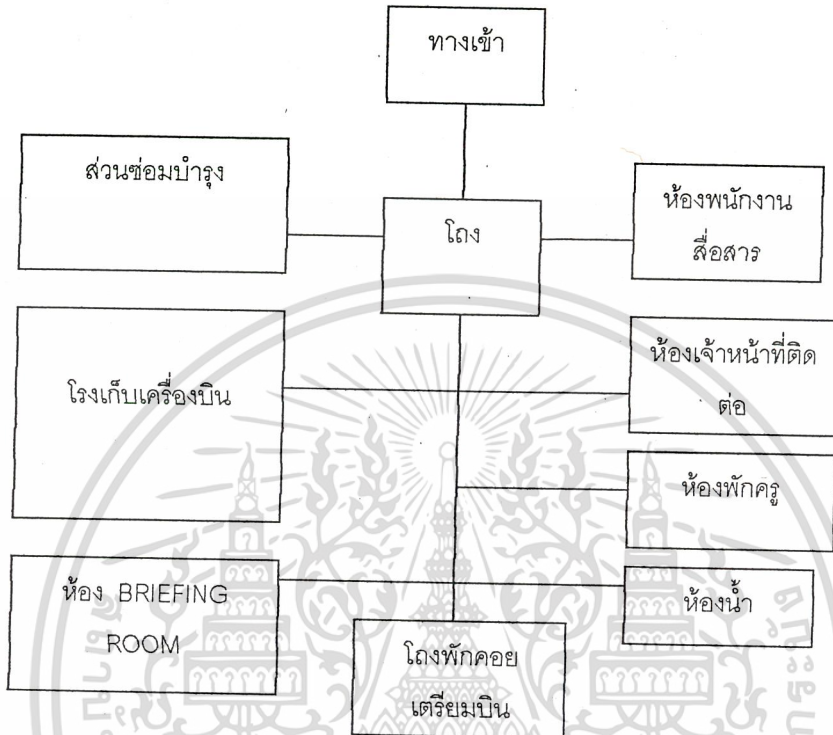 ทางเข้า
ส่วนซ่อมบำรุง
โถง
ห้องพนักงาน
สื่อสาร
โรงเก็บเครื่องบิน
ห้องเจ้าหน้าที่ติด
ต่อ
ห้องพักครู
ห้อง BRIEFING
ROOM
ห้องน้ำ
โถงพักคอย
เตรียมบิน